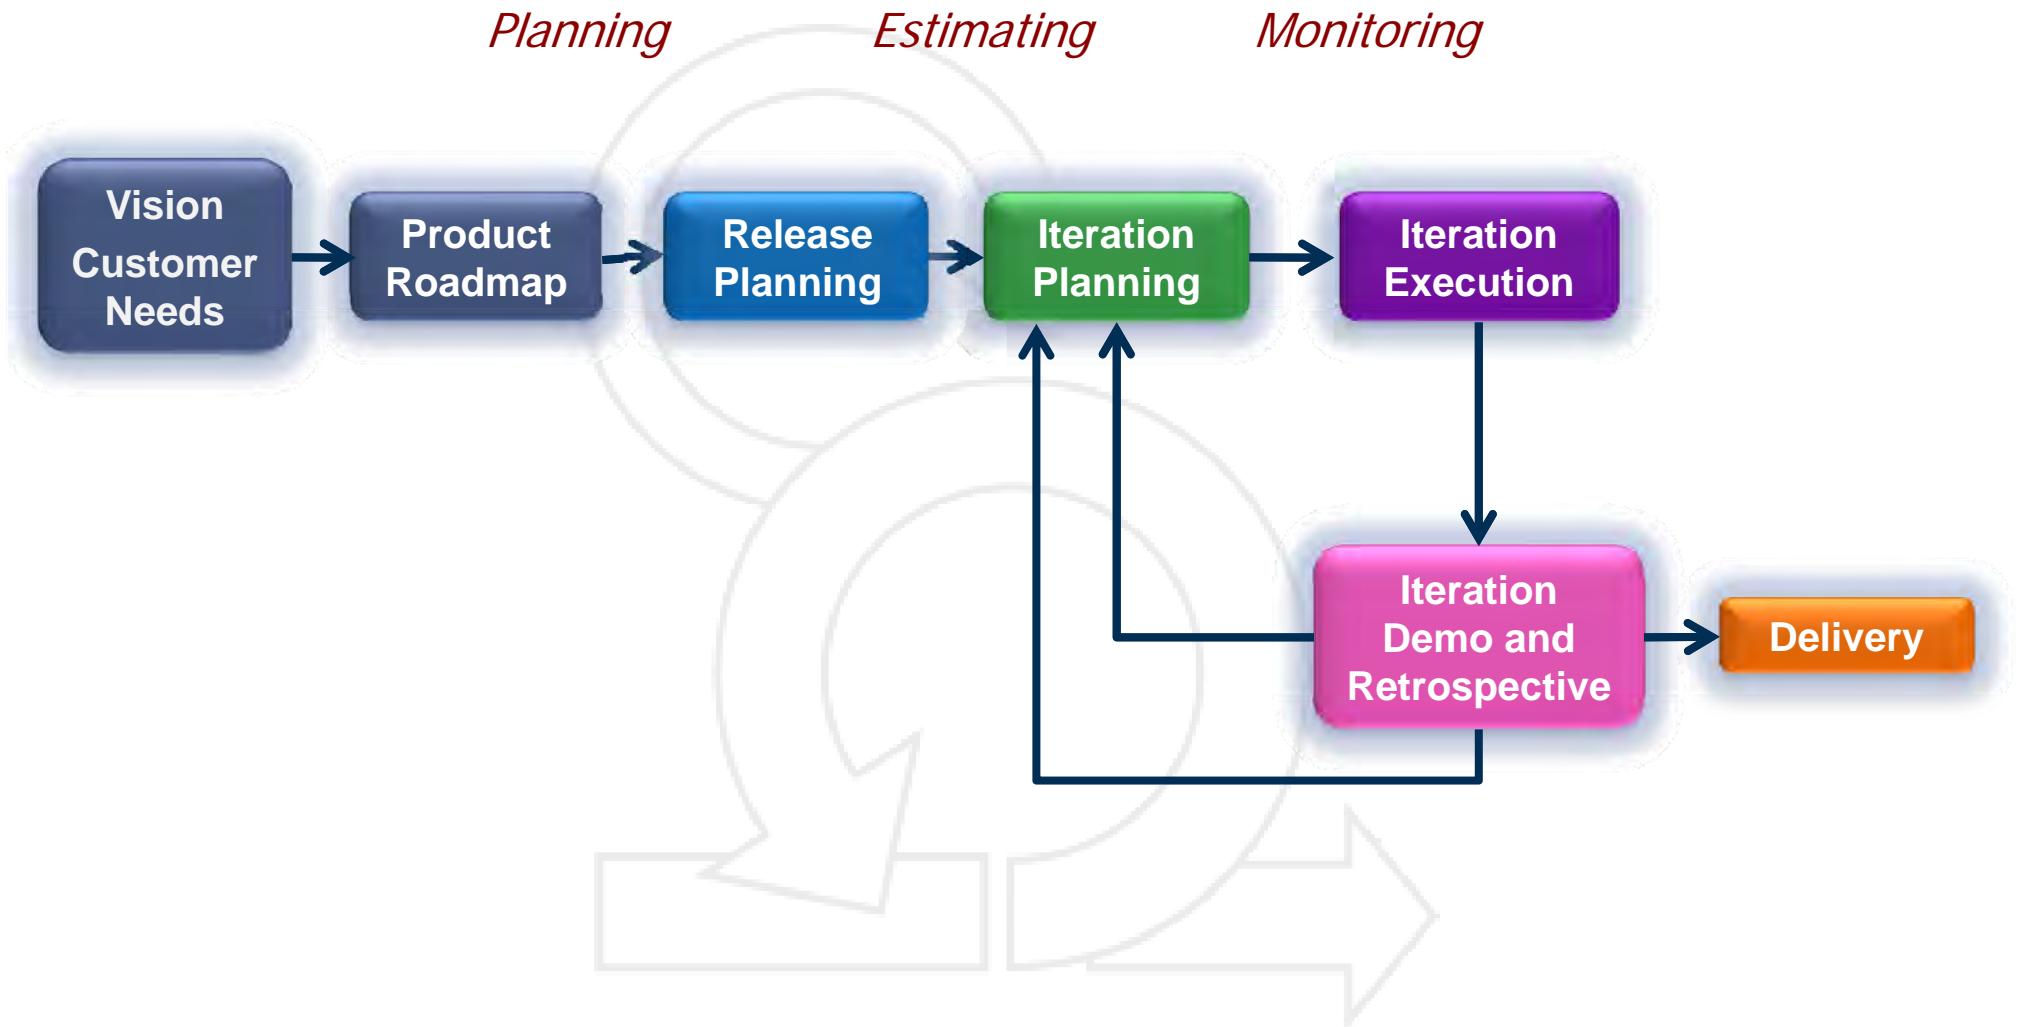 Planning
Estimating
Monitoring
Vision
Customer
Needs
Product
Roadmap
Release
Planning
Iteration
Planning
Iteration
Execution
Iteration
Demo and
Retrospective
Delivery